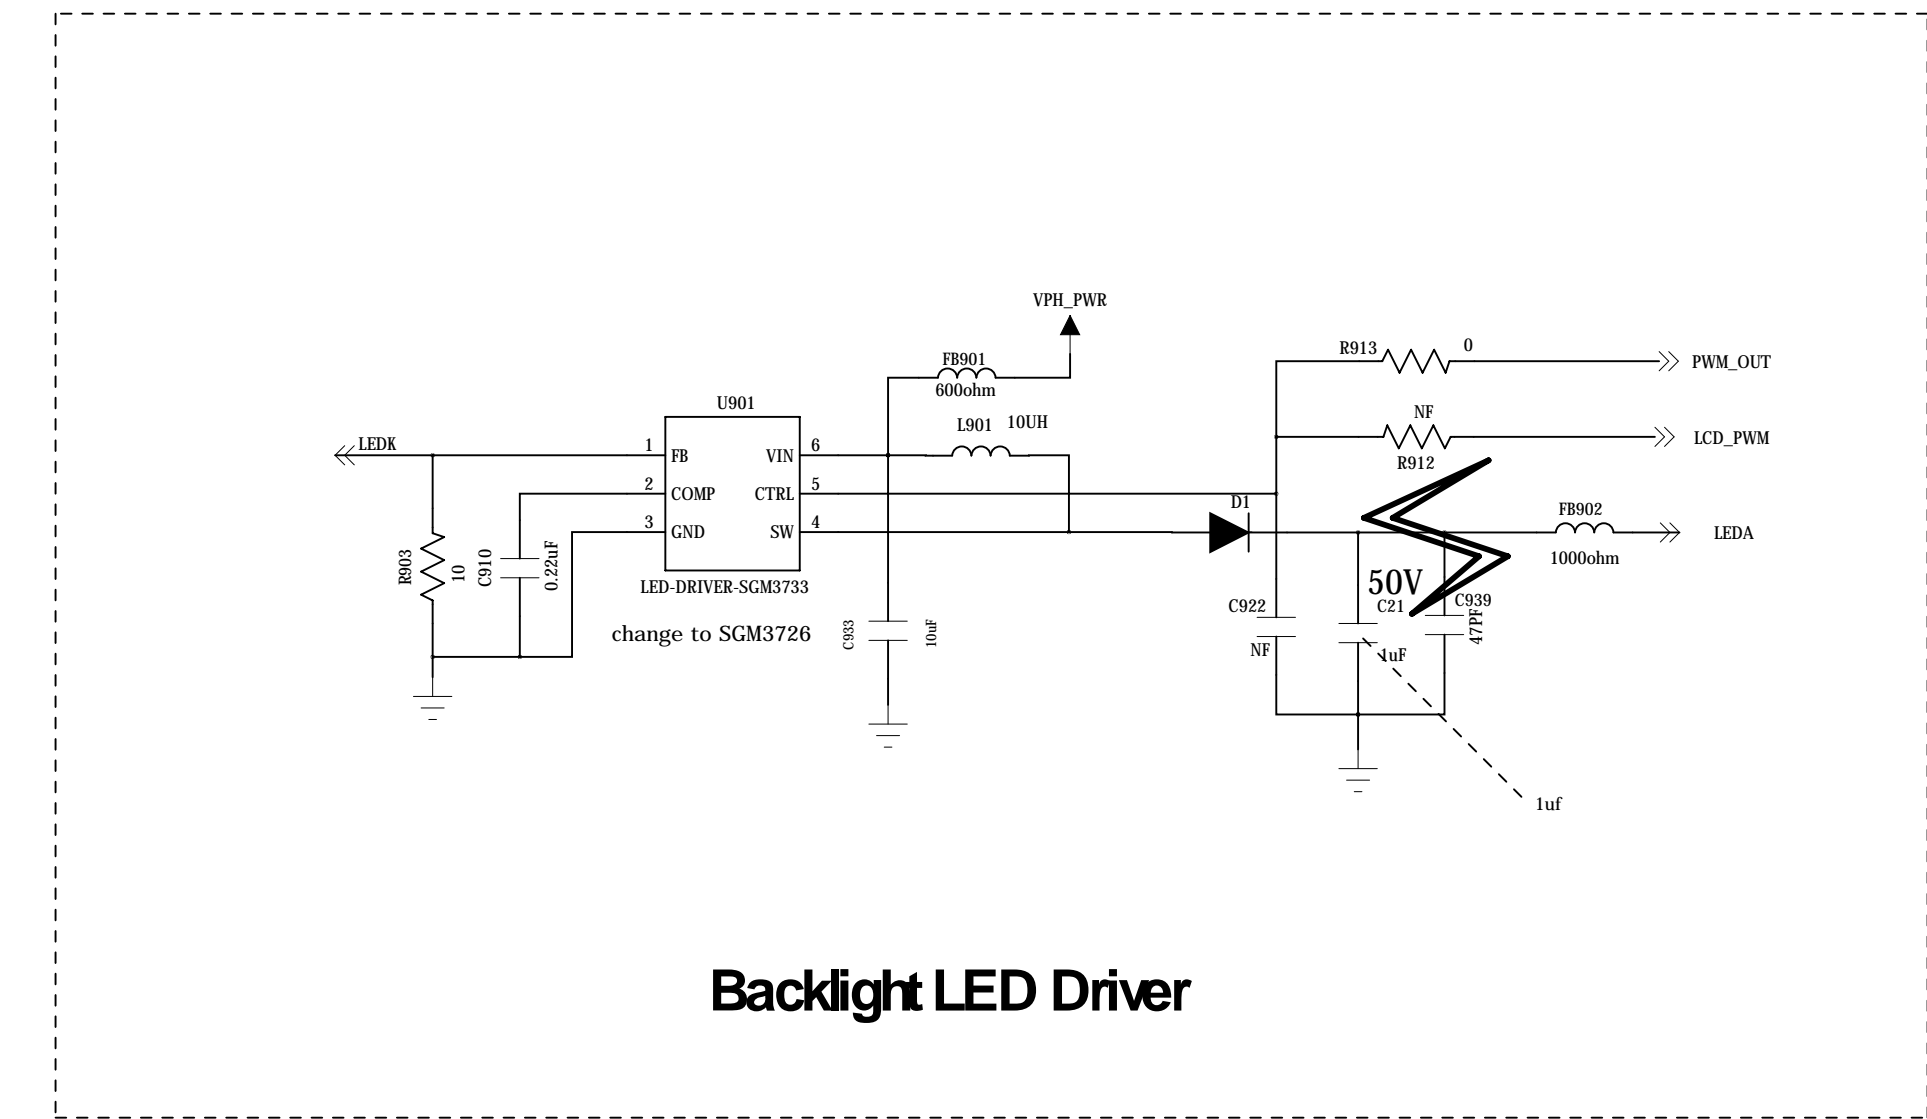 VPH_PWR
R913 0
PWM_OUT
FB901
600ohm
NF
R912
LCD_PWM
U901
L901 10UH
LEDK
1 FB VIN 6
2 COMP CTRL 5
3 GND SW 4
D1
FB902
1000ohm
LEDA
R903
10
C910
0.22uF
LED-DRIVER-SGM3733
change to SGM3726
C933
10uF
50V
C922
NF
C21
1uF
C939
47PF
1uf
Backlight LED Driver